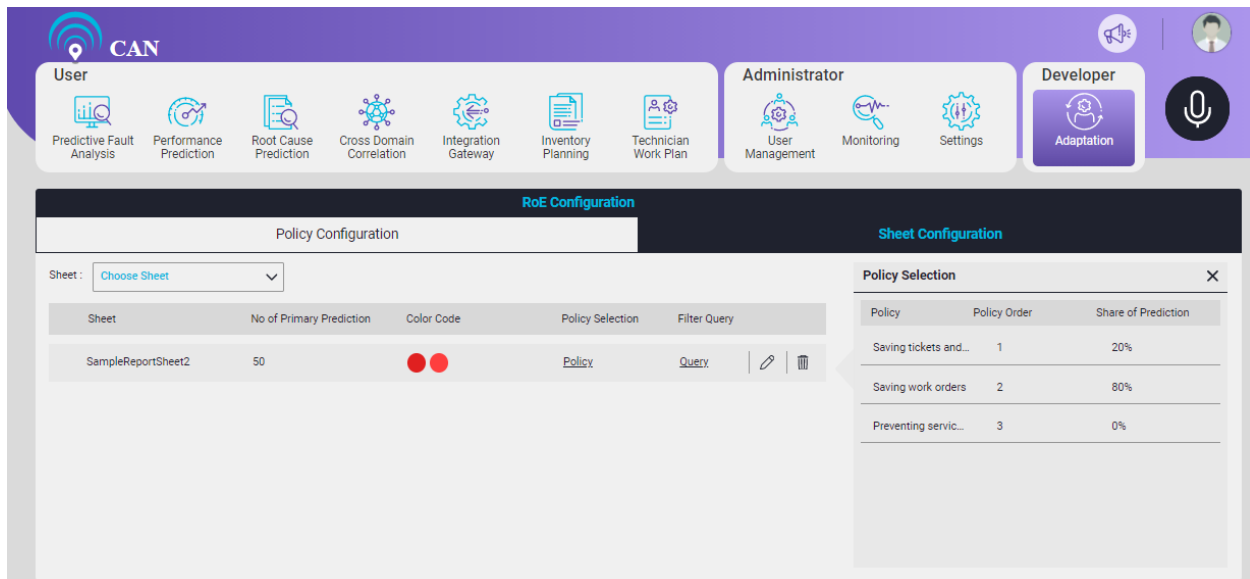 CAN
User
Administrator
Developer
Predictive Fault
Analysis
Performance
Prediction
Root Cause
Prediction
Cross Domain
Correlation
Integration
Gateway
Inventory
Planning
Technician
Work Plan
User
Management
Monitoring
Settings
Adaptation
RoE Configuration
Policy Configuration
Sheet Configuration
Sheet : Choose Sheet
Sheet No of Primary Prediction Color Code Policy Selection Filter Query
SampleReportSheet2 50 Policy Query
Policy Selection
Policy Policy Order Share of Prediction
Saving tickets and... 1 20%
Saving work orders 2 80%
Preventing servic... 3 0%